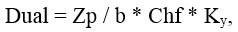 Dual = Zp / b * Chf * Ky,